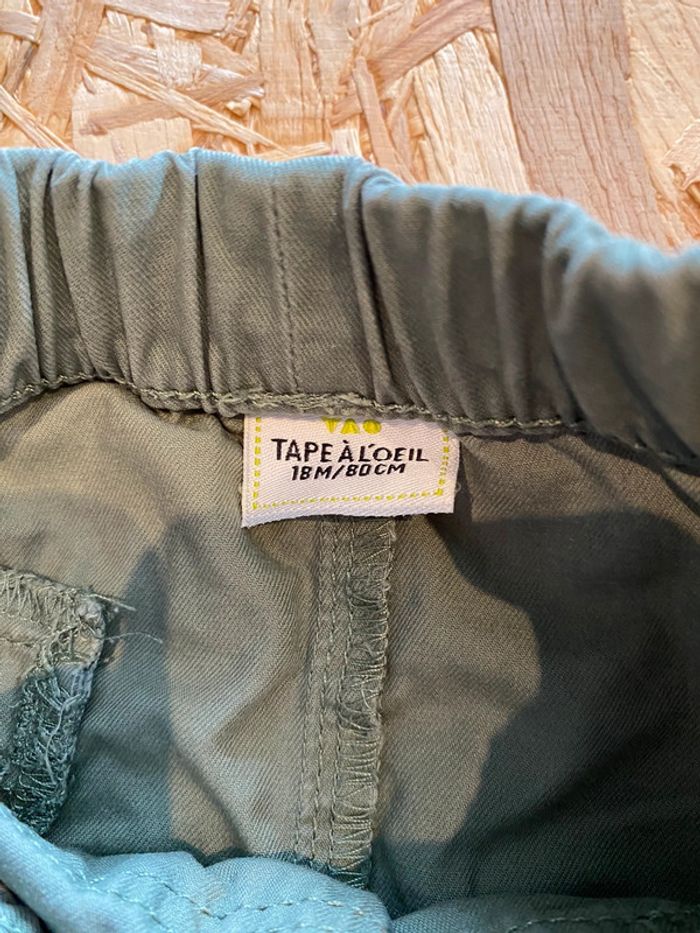 TAO
TAPE À L'OEIL
18M/80CM